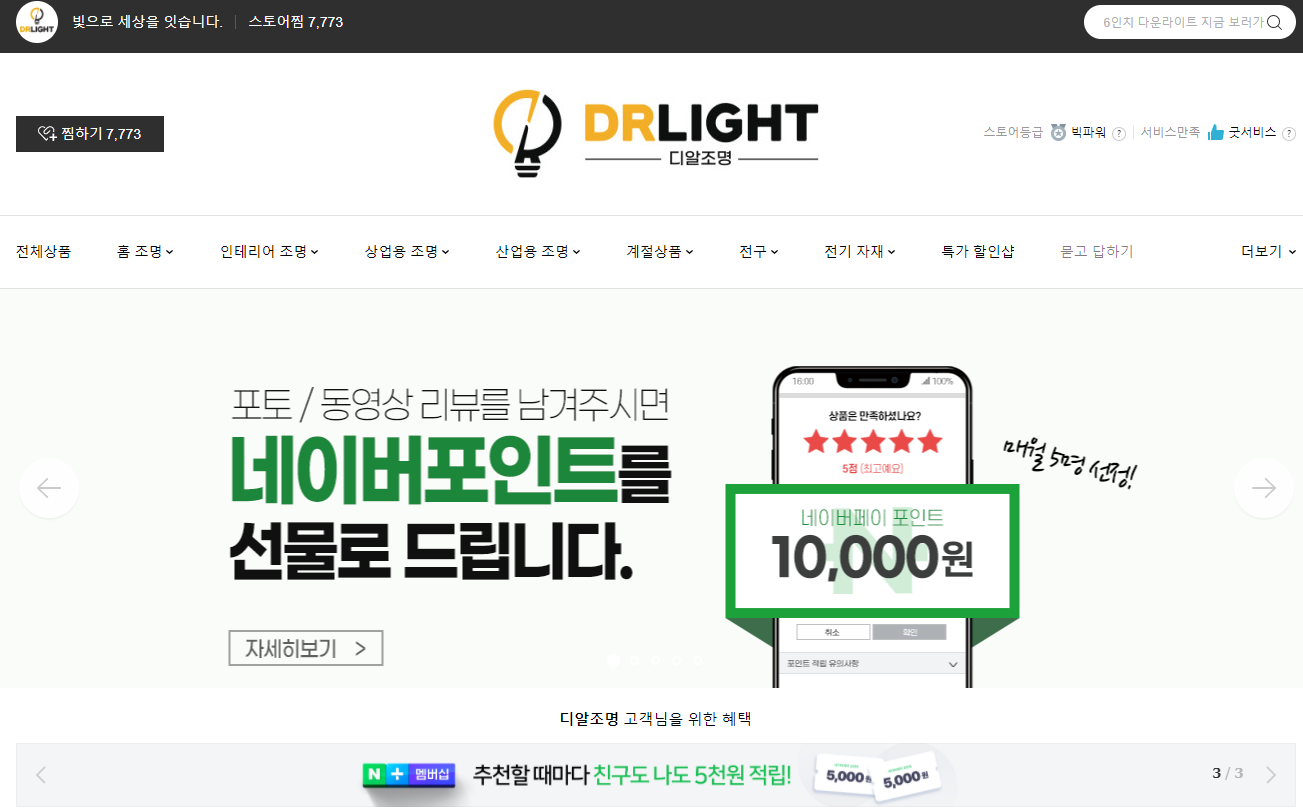 DRLIGHT
빛으로 세상을 잇습니다.
스토어찜 7,773
6인치 다운라이트 지금 보러가
찜하기 7,773
DRLIGHT
디알조명
스토어등급 빅파워 ? 서비스만족 굿서비스 ?
전체상품 홈 조명 인테리어 조명 상업용 조명 산업용 조명 계절상품 전구 전기 자재 특가 할인샵 묻고 답하기 더보기
포토 / 동영상 리뷰를 남겨주시면
네이버포인트를
선물로 드립니다.
자세히보기 >
16:00 100%
상품은 만족하셨나요?
5점 (최고예요)
매월 5명 선정!
네이버페이 포인트
10,000원
취소 확인
포인트 적립 유의사항
디알조명 고객님을 위한 혜택
N + 멤버십 추천할 때마다 친구도 나도 5천원 적립!
5,000원 5,000원
3 / 3